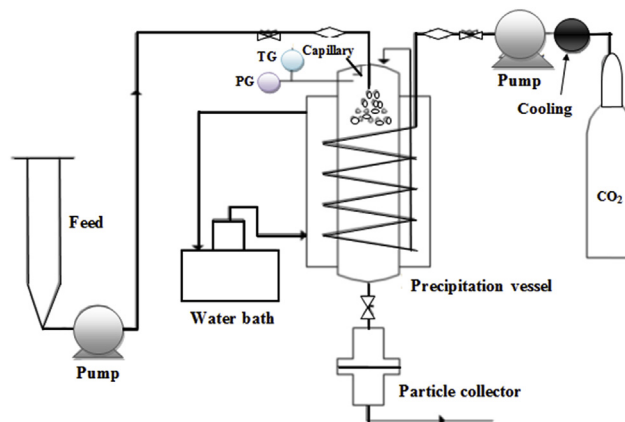 TG
Capillary
PG
Pump
Cooling
CO₂
Feed
Precipitation vessel
Water bath
Pump
Particle collector